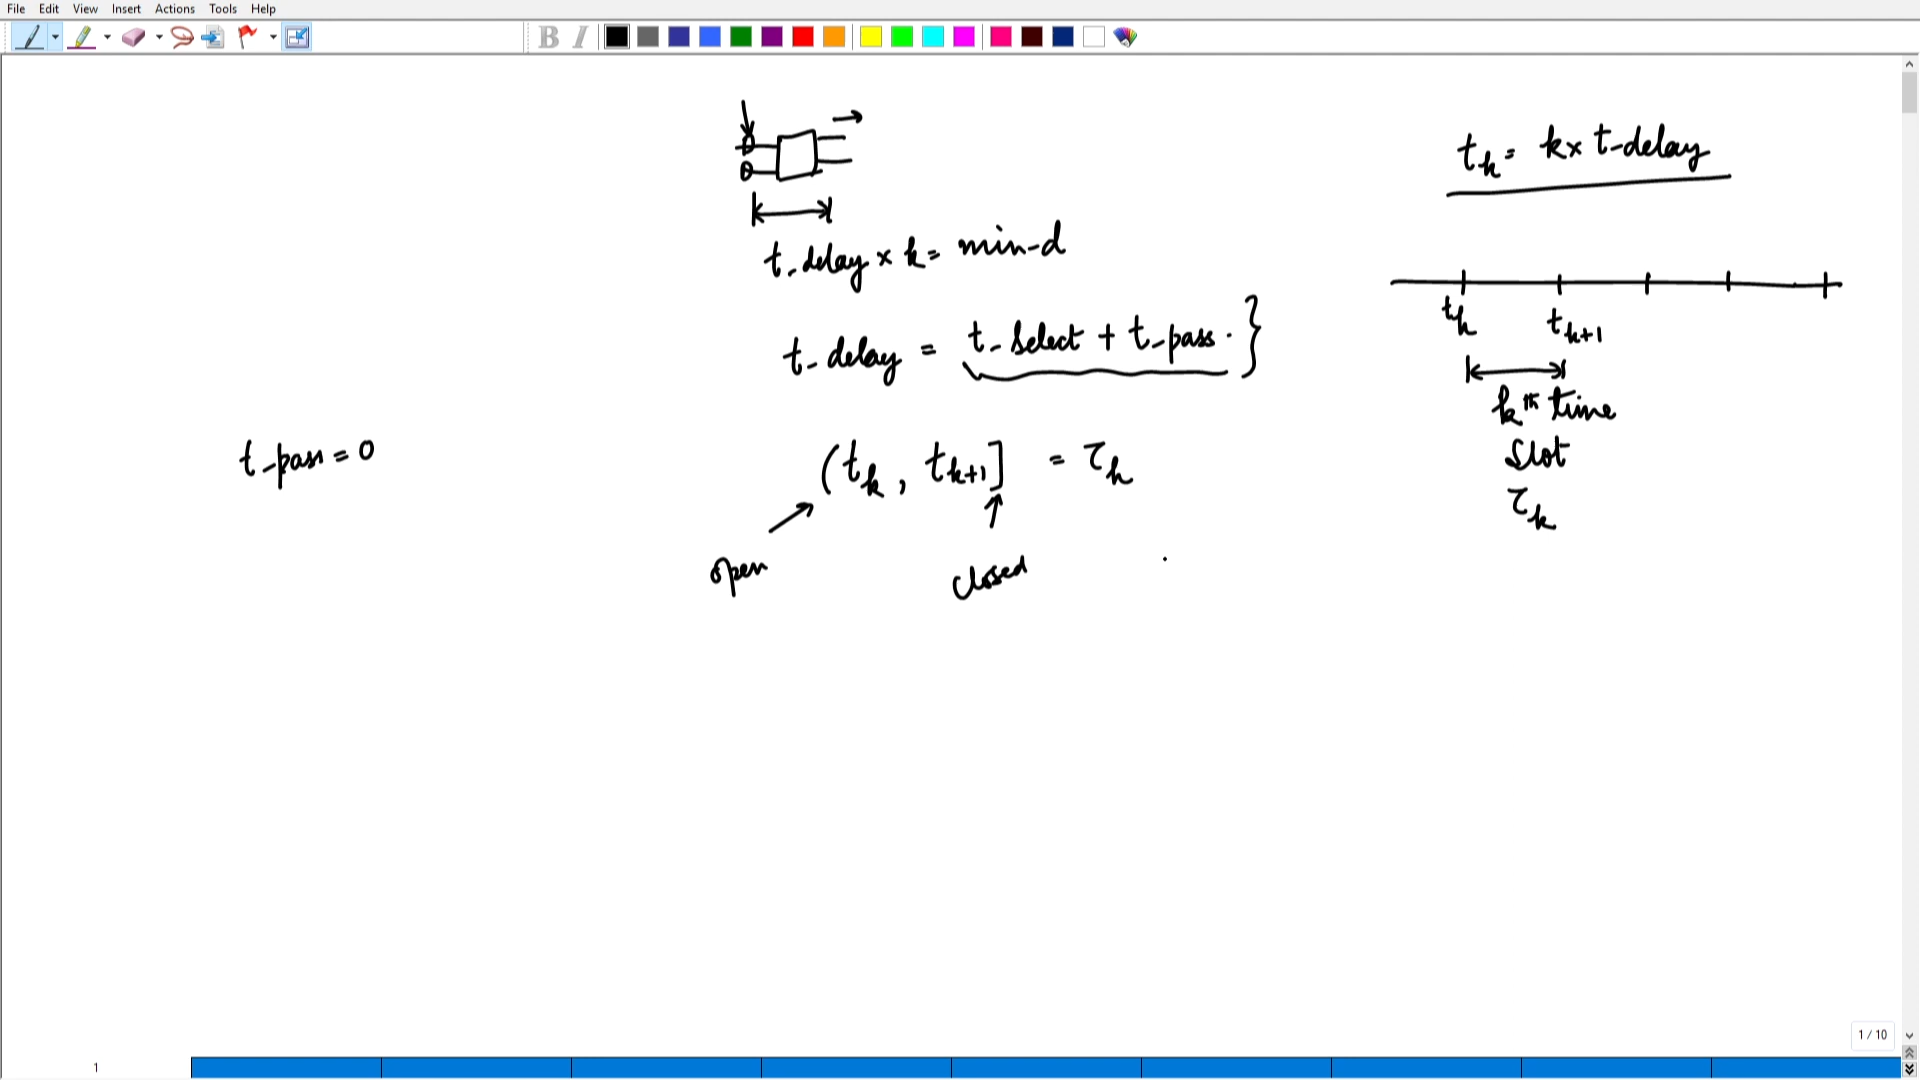 File Edit View Insert Actions Tools Help
B I
t_k = k x t-delay
t-delay x k = min-d
t-delay = t-select + t-pass . }
t_k t_k+1
k th time
slot
τ_k
t-pass = 0
(t_k, t_k+1] = τ_k
open
closed
1 / 10
1